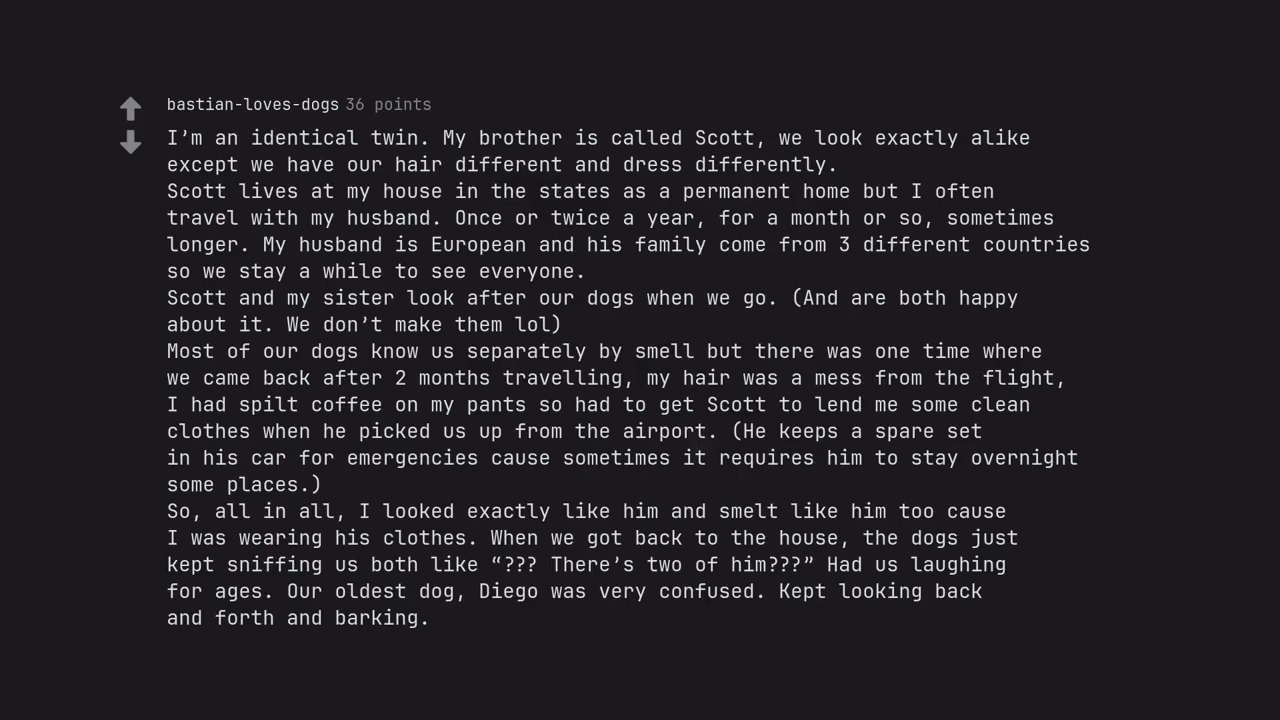 bastian-loves-dogs 36 points
I’m an identical twin. My brother is called Scott, we look exactly alike
except we have our hair different and dress differently.
Scott lives at my house in the states as a permanent home but I often
travel with my husband. Once or twice a year, for a month or so, sometimes
longer. My husband is European and his family come from 3 different countries
so we stay a while to see everyone.
Scott and my sister look after our dogs when we go. (And are both happy
about it. We don’t make them lol)
Most of our dogs know us separately by smell but there was one time where
we came back after 2 months travelling, my hair was a mess from the flight,
I had spilt coffee on my pants so had to get Scott to lend me some clean
clothes when he picked us up from the airport. (He keeps a spare set
in his car for emergencies cause sometimes it requires him to stay overnight
some places.)
So, all in all, I looked exactly like him and smelt like him too cause
I was wearing his clothes. When we got back to the house, the dogs just
kept sniffing us both like “??? There’s two of him???” Had us laughing
for ages. Our oldest dog, Diego was very confused. Kept looking back
and forth and barking.